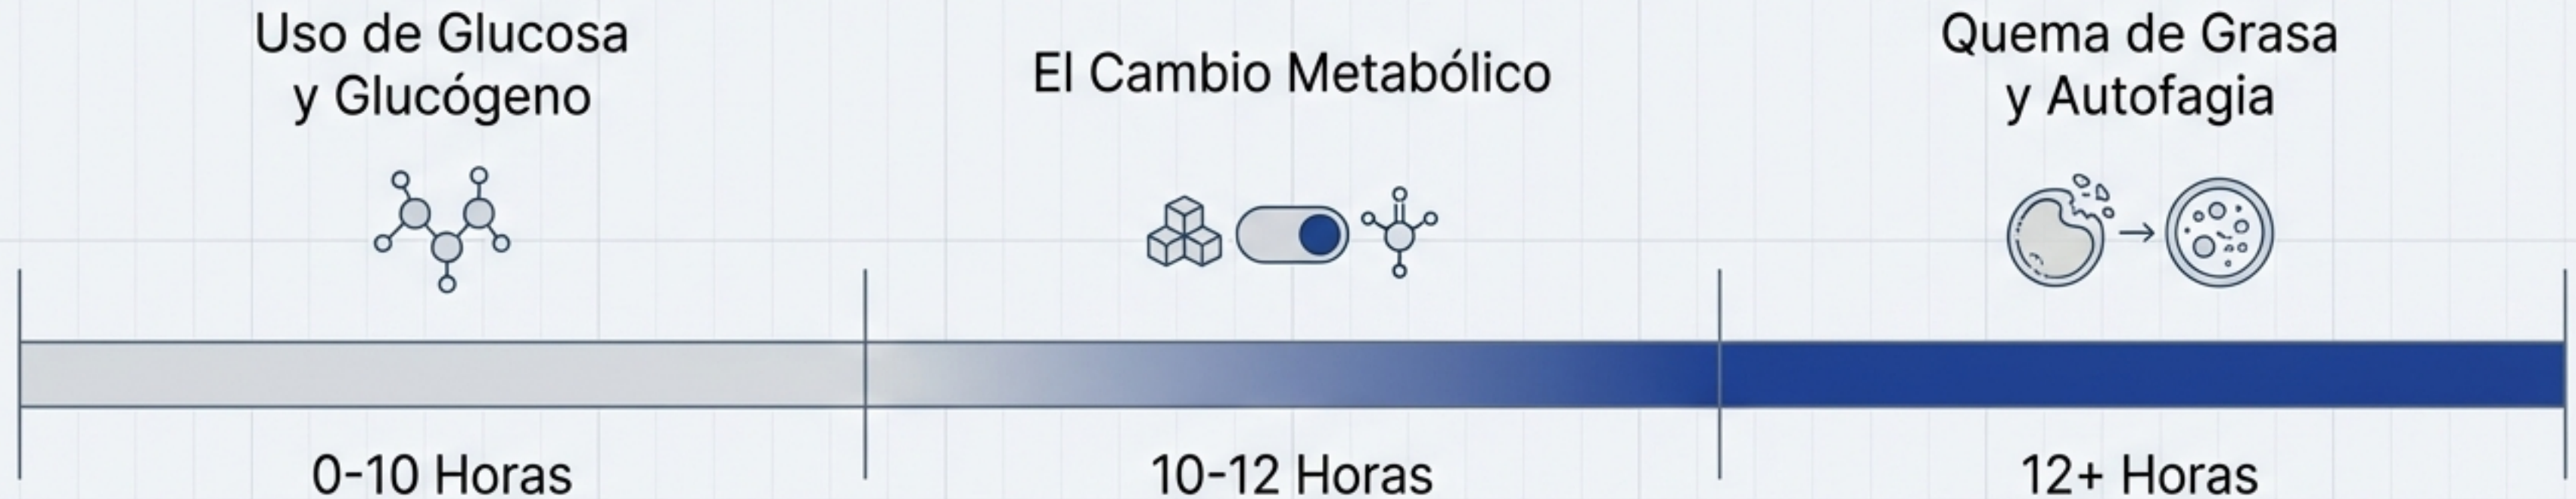 Uso de Glucosa
y Glucógeno
El Cambio Metabólico
Quema de Grasa
y Autofagia
0-10 Horas
10-12 Horas
12+ Horas